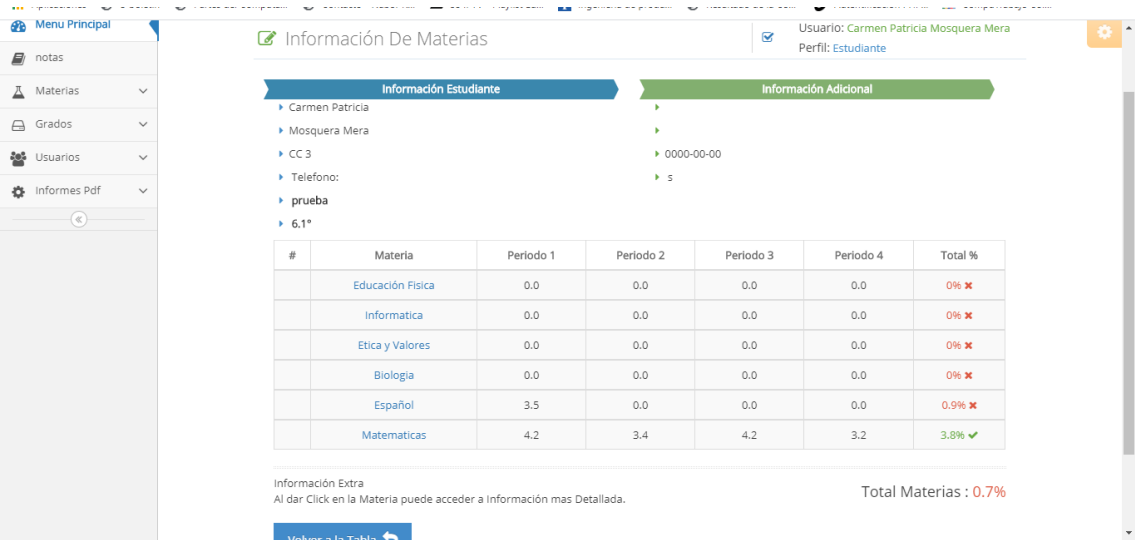 Menu Principal
notas
Materias
Grados
Usuarios
Informes Pdf
Información De Materias
Usuario: Carmen Patricia Mosquera Mera
Perfil: Estudiante
Información Estudiante
Información Adicional
Carmen Patricia
Mosquera Mera
CC 3
0000-00-00
Telefono:
s
prueba
6.1°
# Materia Periodo 1 Periodo 2 Periodo 3 Periodo 4 Total %
Educación Fisica 0.0 0.0 0.0 0.0 0%
Informatica 0.0 0.0 0.0 0.0 0%
Etica y Valores 0.0 0.0 0.0 0.0 0%
Biologia 0.0 0.0 0.0 0.0 0%
Español 3.5 0.0 0.0 0.0 0.9%
Matematicas 4.2 3.4 4.2 3.2 3.8%
Información Extra
Al dar Click en la Materia puede acceder a Información mas Detallada.
Total Materias : 0.7%
Volver a la Tabla